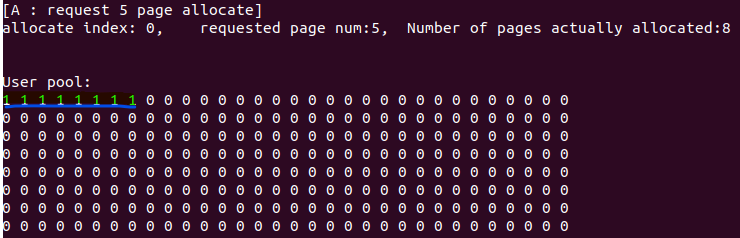 [A : request 5 page allocate]
allocate index: 0,    requested page num:5,  Number of pages actually allocated:8
User pool:
1 1 1 1 1 1 1 1 0 0 0 0 0 0 0 0 0 0 0 0 0 0 0 0 0 0 0 0 0 0 0 0
0 0 0 0 0 0 0 0 0 0 0 0 0 0 0 0 0 0 0 0 0 0 0 0 0 0 0 0 0 0 0 0
0 0 0 0 0 0 0 0 0 0 0 0 0 0 0 0 0 0 0 0 0 0 0 0 0 0 0 0 0 0 0 0
0 0 0 0 0 0 0 0 0 0 0 0 0 0 0 0 0 0 0 0 0 0 0 0 0 0 0 0 0 0 0 0
0 0 0 0 0 0 0 0 0 0 0 0 0 0 0 0 0 0 0 0 0 0 0 0 0 0 0 0 0 0 0 0
0 0 0 0 0 0 0 0 0 0 0 0 0 0 0 0 0 0 0 0 0 0 0 0 0 0 0 0 0 0 0 0
0 0 0 0 0 0 0 0 0 0 0 0 0 0 0 0 0 0 0 0 0 0 0 0 0 0 0 0 0 0 0 0
0 0 0 0 0 0 0 0 0 0 0 0 0 0 0 0 0 0 0 0 0 0 0 0 0 0 0 0 0 0 0 0